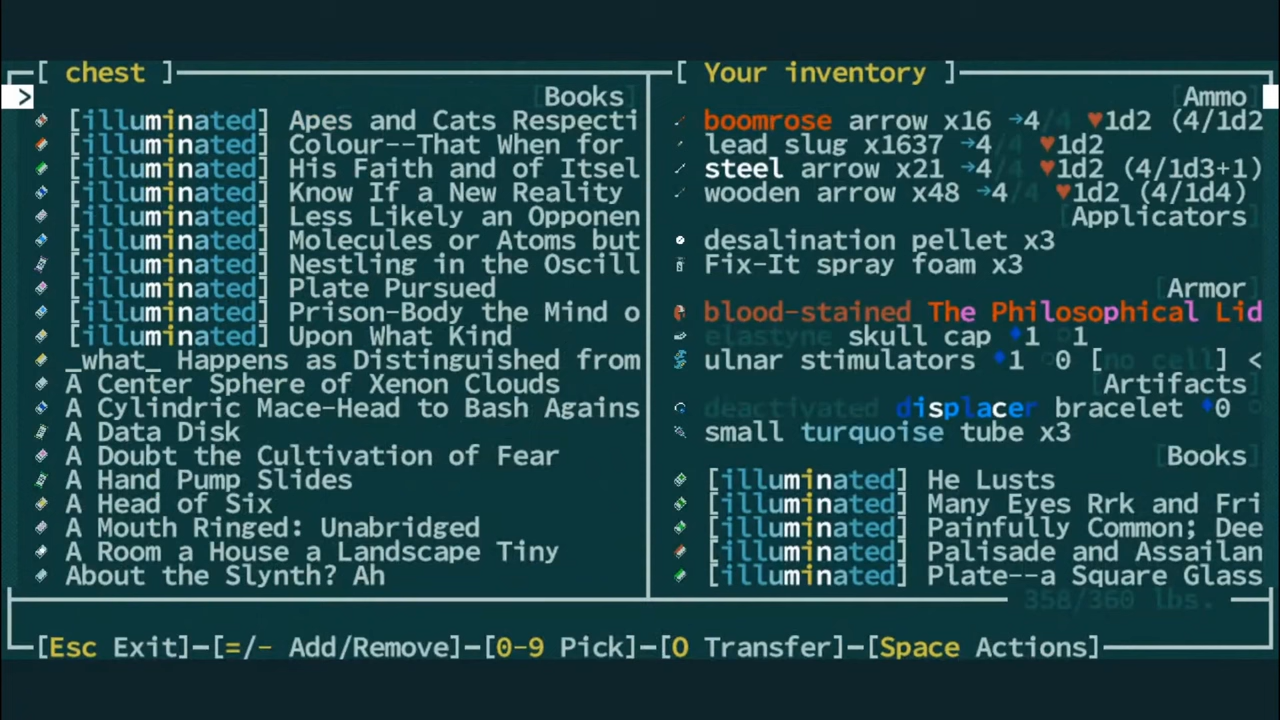 [ chest ]
[Books]
[illuminated] Apes and Cats Respecti
[illuminated] Colour--That When for
[illuminated] His Faith and of Itsel
[illuminated] Know If a New Reality
[illuminated] Less Likely an Opponen
[illuminated] Molecules or Atoms but
[illuminated] Nestling in the Oscill
[illuminated] Plate Pursued
[illuminated] Prison-Body the Mind o
[illuminated] Upon What Kind
_what_ Happens as Distinguished from
A Center Sphere of Xenon Clouds
A Cylindric Mace-Head to Bash Agains
A Data Disk
A Doubt the Cultivation of Fear
A Hand Pump Slides
A Head of Six
A Mouth Ringed: Unabridged
A Room a House a Landscape Tiny
About the Slynth? Ah
[ Your inventory ]
[Ammo]
boomrose arrow x16 →4/4 ♥1d2 (4/1d2
lead slug x1637 →4/4 ♥1d2
steel arrow x21 →4/4 ♥1d2 (4/1d3+1)
wooden arrow x48 →4/4 ♥1d2 (4/1d4)
[Applicators]
desalination pellet x3
Fix-It spray foam x3
[Armor]
blood-stained The Philosophical Lid
elastyne skull cap ♦1 ○1
ulnar stimulators ♦1 ○0 [no cell] <
[Artifacts]
deactivated displacer bracelet ♦0
small turquoise tube x3
[Books]
[illuminated] He Lusts
[illuminated] Many Eyes Rrk and Fri
[illuminated] Painfully Common; Dee
[illuminated] Palisade and Assailan
[illuminated] Plate--a Square Glass
358/360 lbs.
[Esc Exit]-[=/- Add/Remove]-[0-9 Pick]-[O Transfer]-[Space Actions]